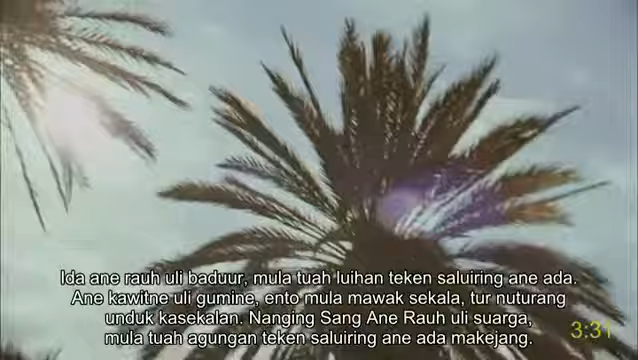 Ida ane rauh uli baduur, mula tuah luihan teken saluiring ane ada.
Ane kawitne uli gumine, ento mula mawak sekala, tur nuturang
unduk kasekalan. Nanging Sang Ane Rauh uli suarga,
mula tuah agungan teken saluiring ane ada makejang.
3:31